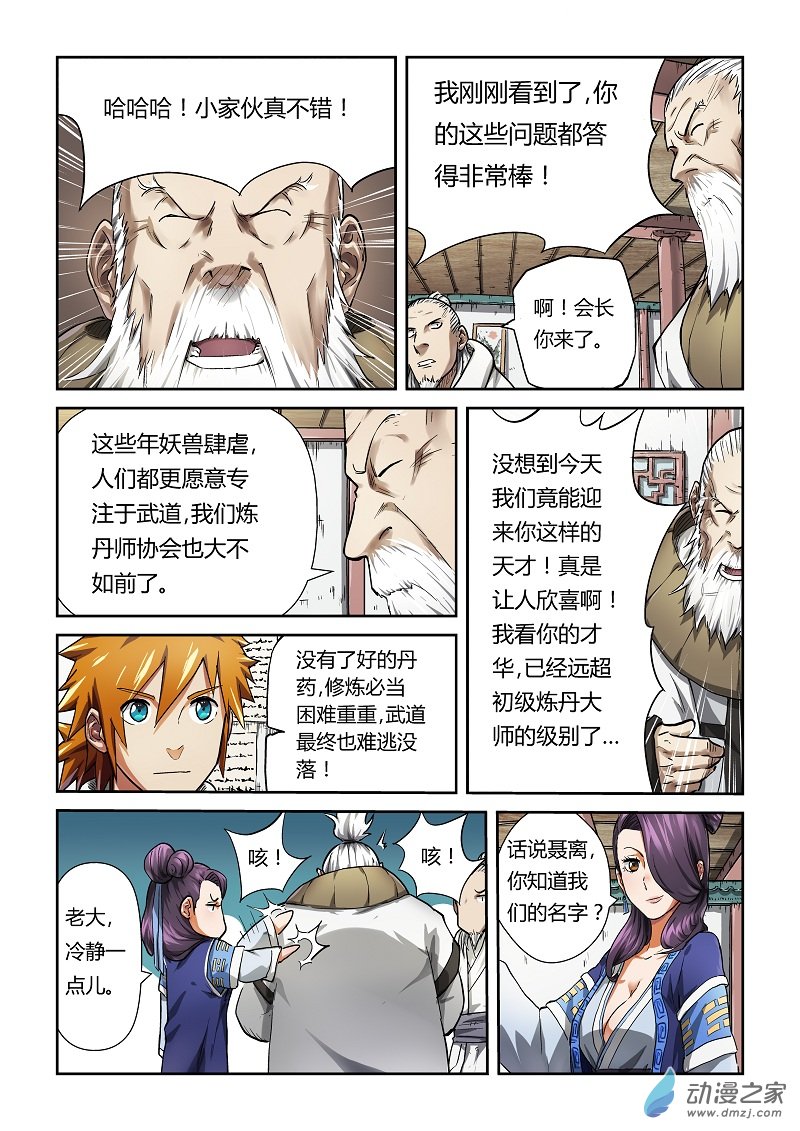 哈哈哈！小家伙真不错！
我刚刚看到了，你
的这些问题都答
得非常棒！
啊！会长
你来了。
这些年妖兽肆虐，
人们都更愿意专
注于武道，我们炼
丹师协会也大不
如前了。
没想到今天
我们竟能迎
来你这样的
天才！真是
让人欣喜啊！
我看你的才
华，已经远超
初级炼丹大
师的级别了...
没有了好的丹
药，修炼必当
困难重重，武道
最终也难逃没
落！
老大，
冷静一
点儿。
咳！
咳！
话说聂离，
你知道我
们的名字？
动漫之家
www.dmzj.com